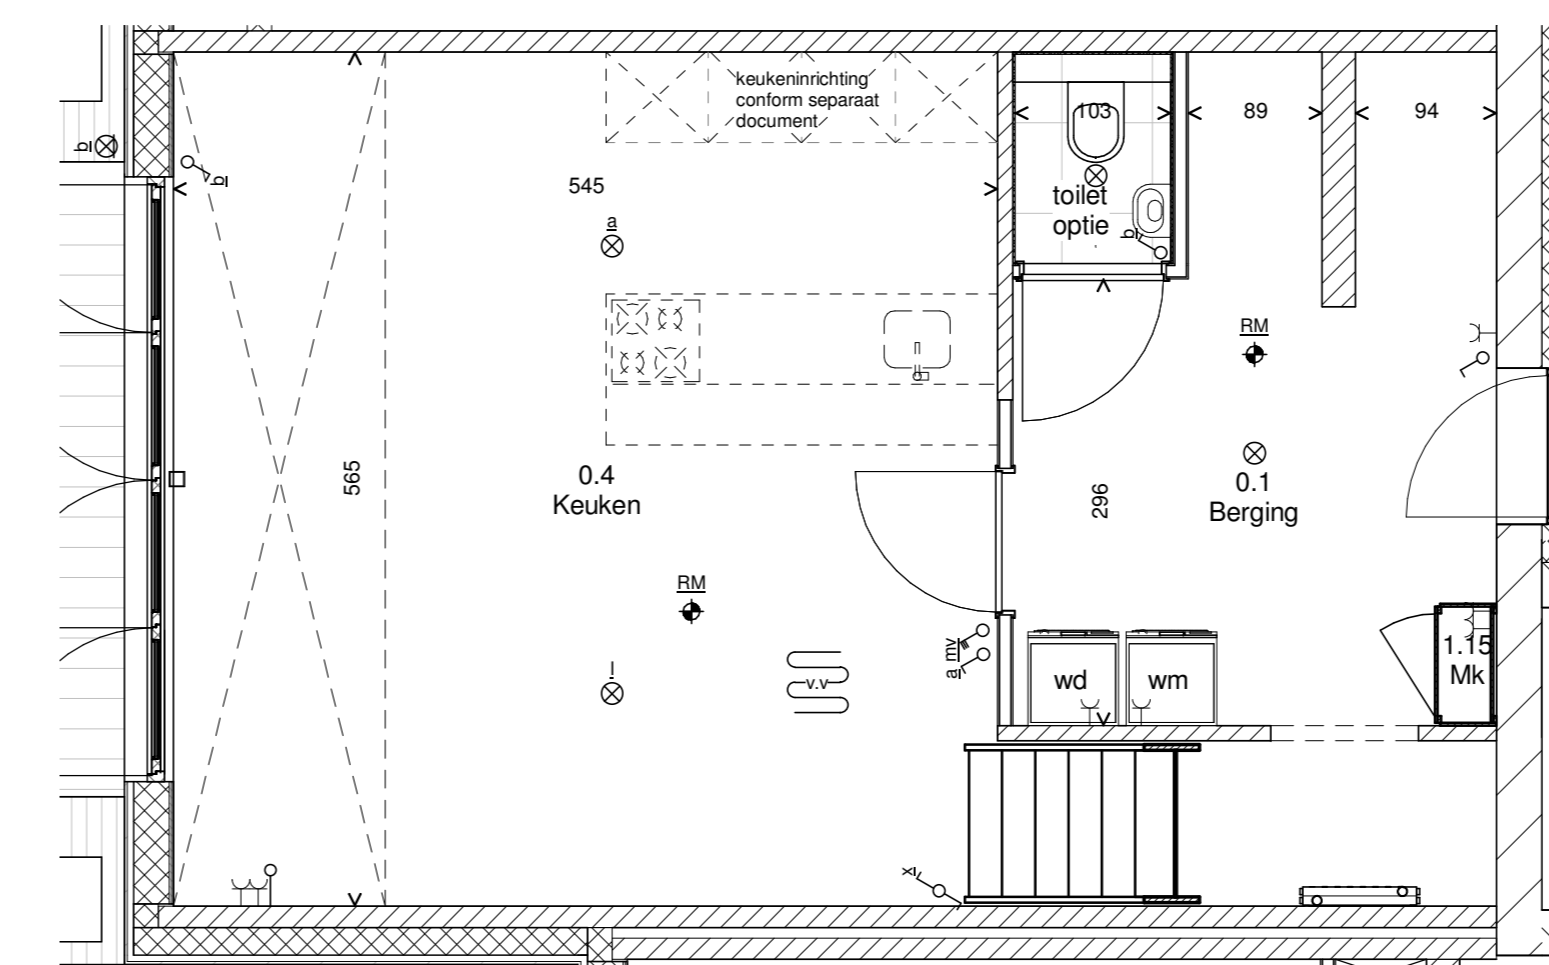 keukeninrichting
conform separaat
document
103
89
94
b
b
545
a
toilet
optie
b
RM
565
0.4
Keuken
296
0.1
Berging
RM
mv
a
l
v.v
wd
wm
1.15
Mk
x